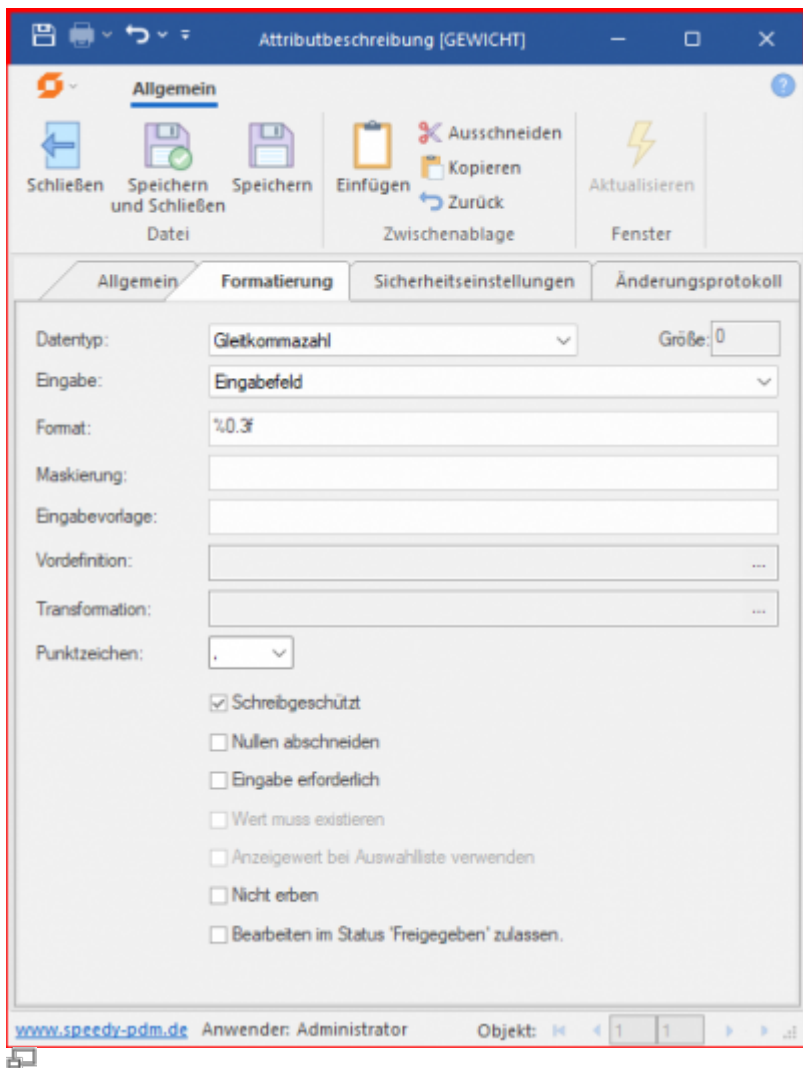 Attributbeschreibung [GEWICHT]
Allgemein
Schließen
Speichern und Schließen
Speichern
Einfügen
Ausschneiden
Kopieren
Zurück
Aktualisieren
Datei
Zwischenablage
Fenster
Allgemein Formatierung Sicherheitseinstellungen Änderungsprotokoll
Datentyp: Gleitkommazahl Größe: 0
Eingabe: Eingabefeld
Format: %0.3f
Maskierung:
Eingabevorlage:
Vordefinition: ...
Transformation: ...
Punktzeichen: .
Schreibgeschützt
Nullen abschneiden
Eingabe erforderlich
Wert muss existieren
Anzeigewert bei Auswahlliste verwenden
Nicht erben
Bearbeiten im Status 'Freigegeben' zulassen.
www.speedy-pdm.de Anwender: Administrator Objekt: 1 1